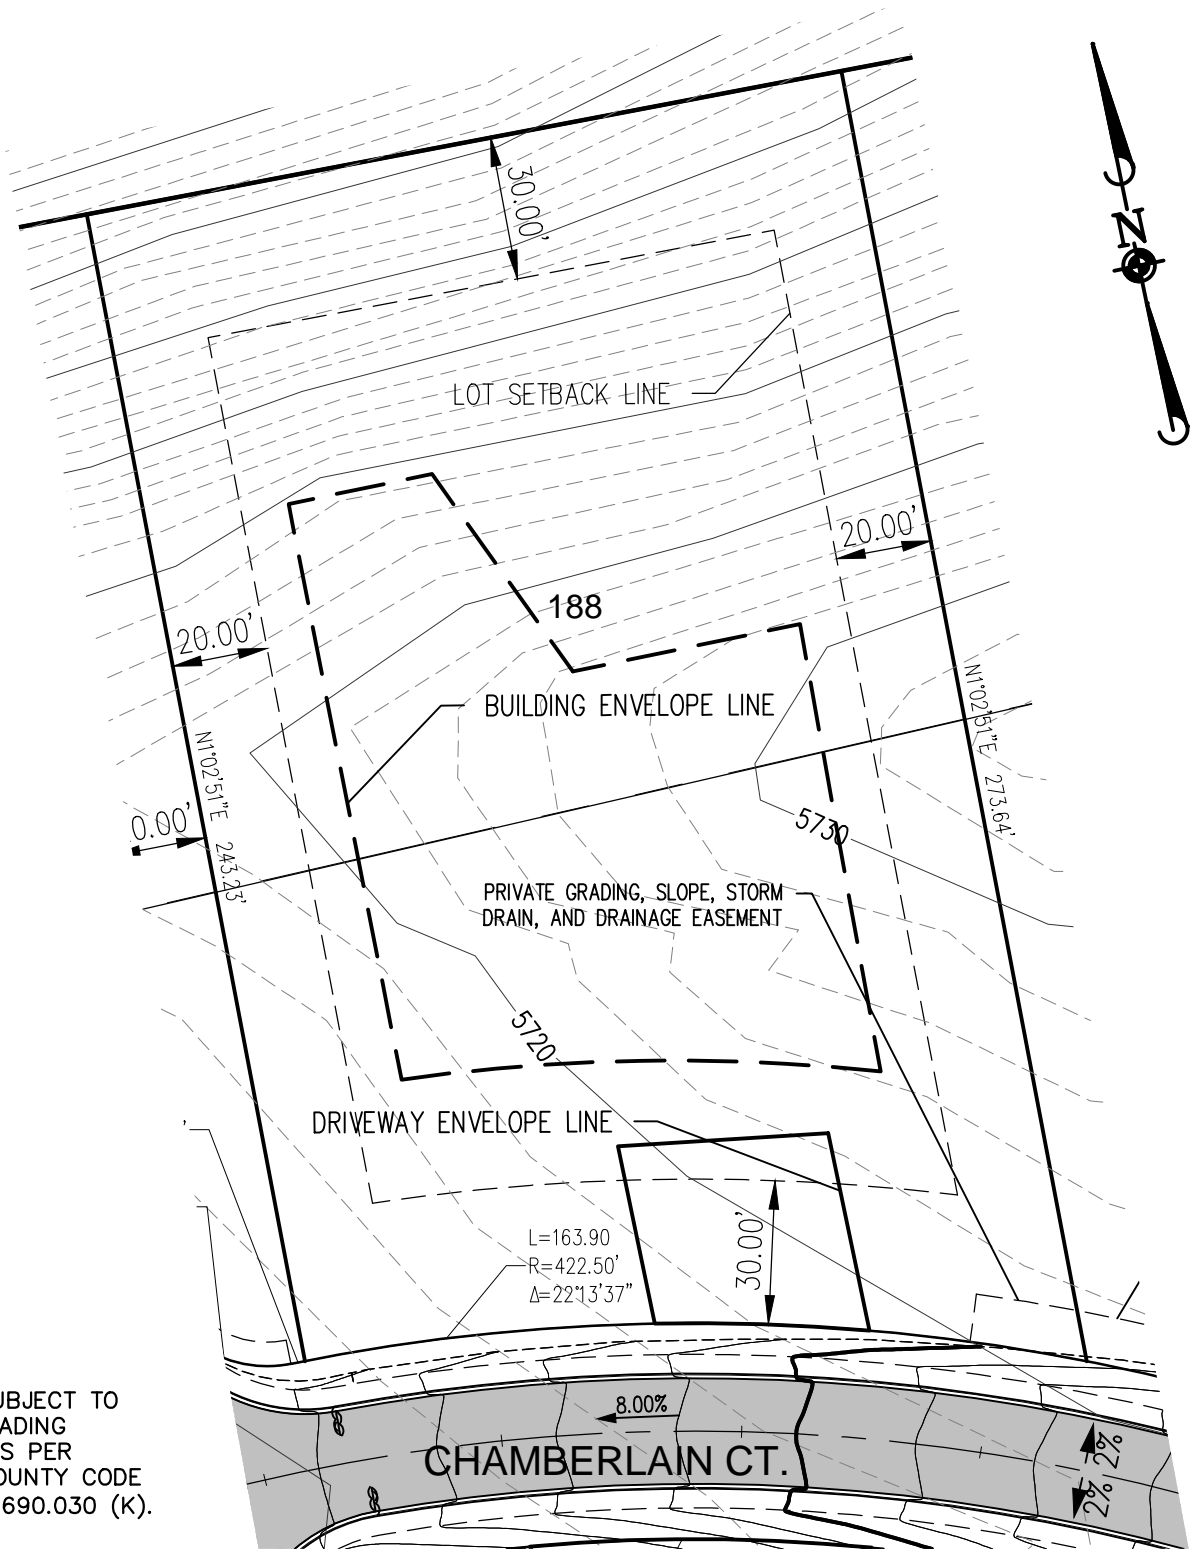 30.00'
N
LOT SETBACK LINE
20.00'
188
20.00'
BUILDING ENVELOPE LINE
N1°02'51"E 243.23'
N1°02'51"E 273.64'
0.00'
5730
PRIVATE GRADING, SLOPE, STORM
DRAIN, AND DRAINAGE EASEMENT
5720
DRIVEWAY ENVELOPE LINE
'
L=163.90
R=422.50'
Δ=22°13'37"
30.00'
UBJECT TO
ADING
S PER
OUNTY CODE
690.030 (K).
8.00%
CHAMBERLAIN CT.
2% 2%